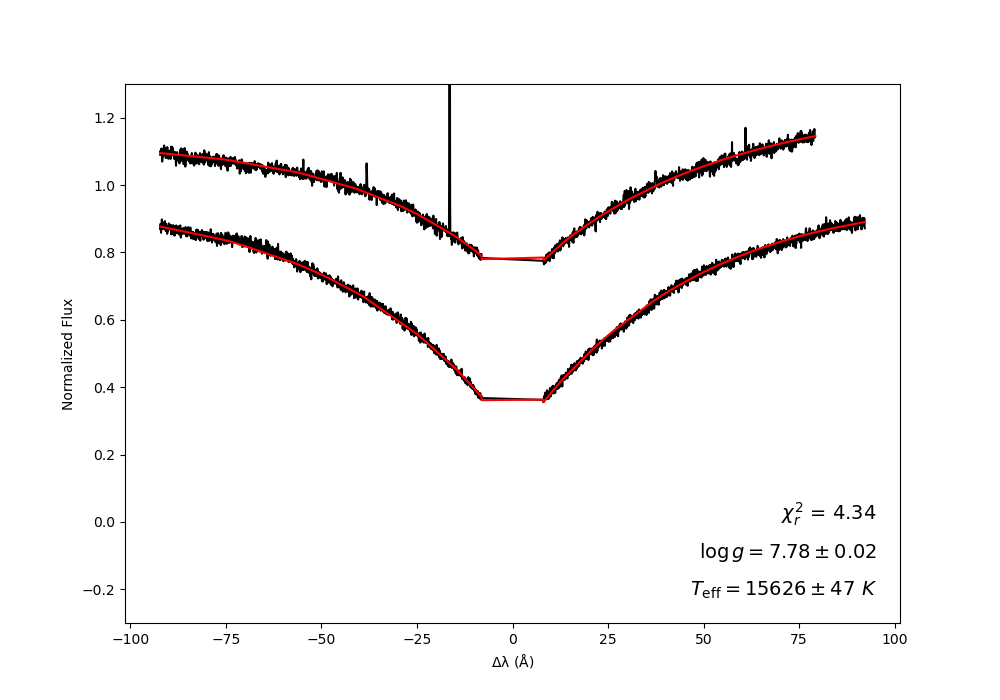 1.2
1.0
0.8
0.6
0.4
0.2
0.0
−0.2
Normalized Flux
χ²ᵣ = 4.34
log g = 7.78 ± 0.02
T_eff = 15626 ± 47 K
−100 −75 −50 −25 0 25 50 75 100
Δλ (Å)